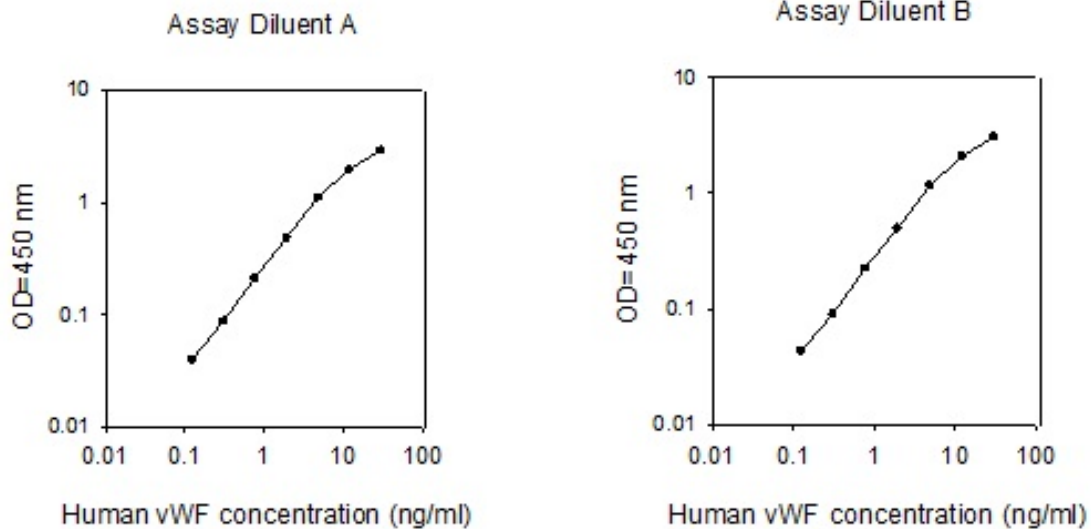 Assay Diluent A
10
1
0.1
0.01
OD=450 nm
0.01 0.1 1 10 100
Human vWF concentration (ng/ml)
Assay Diluent B
10
1
0.1
0.01
OD=450 nm
0.01 0.1 1 10 100
Human vWF concentration (ng/ml)